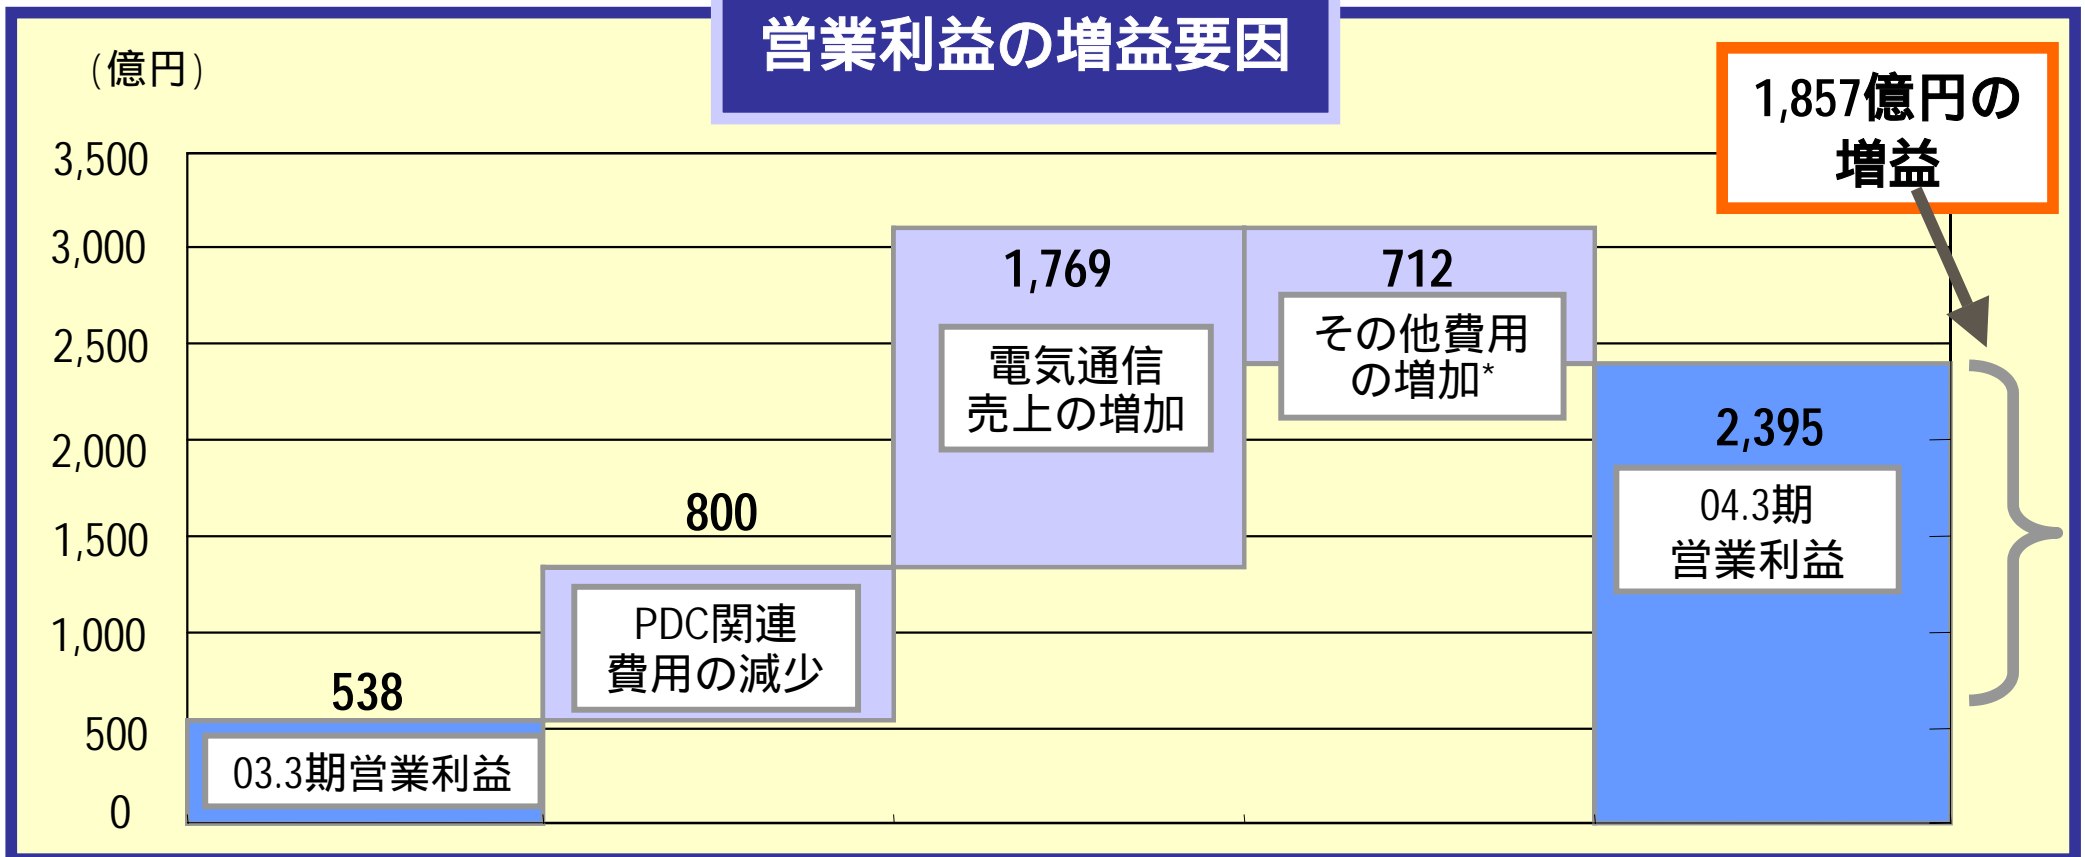 営業利益の増益要因
(億円)
1,857億円の
増益
3,500
3,000
2,500
2,000
1,500
1,000
500
0
538
03.3期営業利益
800
PDC関連
費用の減少
1,769
電気通信
売上の増加
712
その他費用
の増加*
2,395
04.3期
営業利益